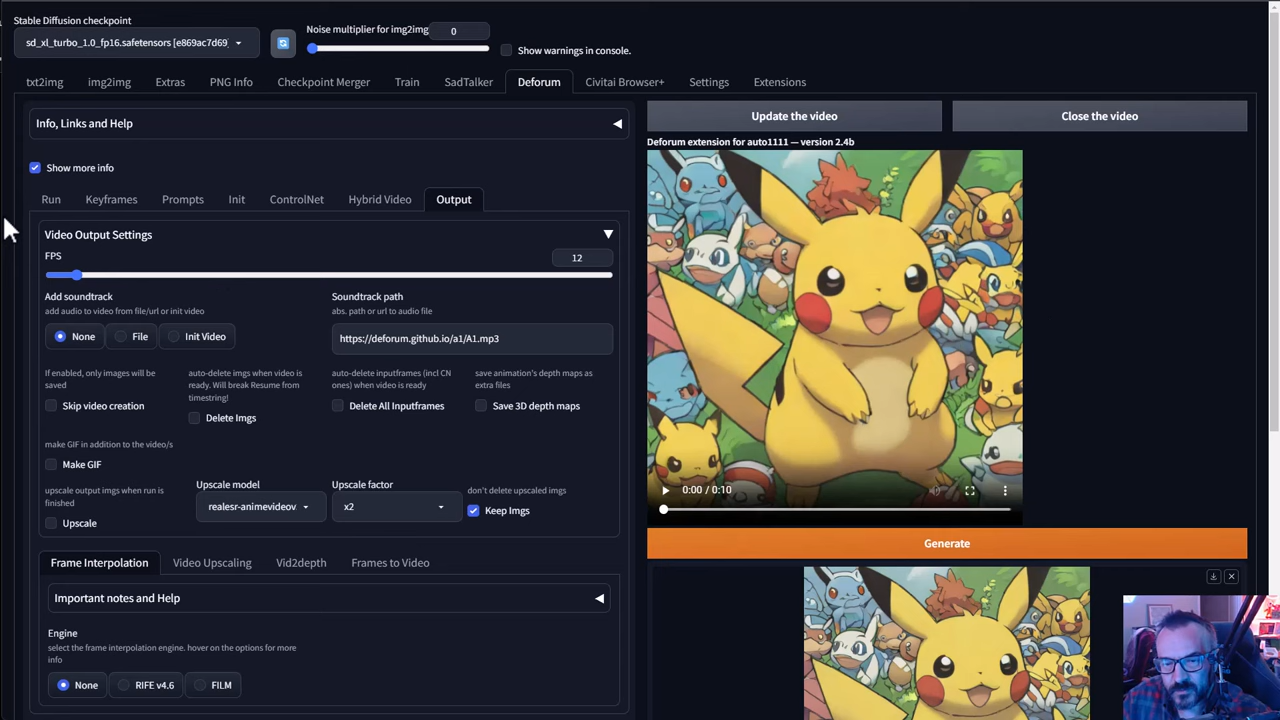 Stable Diffusion checkpoint
sd_xl_turbo_1.0_fp16.safetensors [e869ac7d69]
Noise multiplier for img2img
0
Show warnings in console.
txt2img
img2img
Extras
PNG Info
Checkpoint Merger
Train
SadTalker
Deforum
Civitai Browser+
Settings
Extensions
Info, Links and Help
Show more info
Run
Keyframes
Prompts
Init
ControlNet
Hybrid Video
Output
Video Output Settings
FPS
12
Add soundtrack
add audio to video from file/url or init video
None
File
Init Video
Soundtrack path
abs. path or url to audio file
https://deforum.github.io/a1/A1.mp3
If enabled, only images will be
saved
Skip video creation
auto-delete imgs when video is
ready. Will break Resume from
timestring!
Delete Imgs
auto-delete inputframes (incl CN
ones) when video is ready
Delete All Inputframes
save animation's depth maps as
extra files
Save 3D depth maps
make GIF in addition to the video/s
Make GIF
upscale output imgs when run is
finished
Upscale
Upscale model
realesr-animevideov
Upscale factor
x2
don't delete upscaled imgs
Keep Imgs
Frame Interpolation
Video Upscaling
Vid2depth
Frames to Video
Important notes and Help
Engine
select the frame interpolation engine. hover on the options for more
info
None
RIFE v4.6
FILM
Update the video
Close the video
Deforum extension for auto1111 — version 2.4b
0:00 / 0:10
Generate